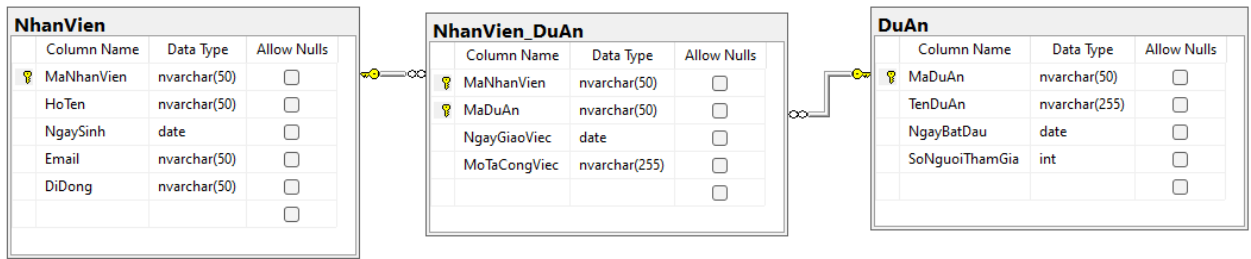 NhanVien
Column Name Data Type Allow Nulls
MaNhanVien nvarchar(50)
HoTen nvarchar(50)
NgaySinh date
Email nvarchar(50)
DiDong nvarchar(50)
NhanVien_DuAn
Column Name Data Type Allow Nulls
MaNhanVien nvarchar(50)
MaDuAn nvarchar(50)
NgayGiaoViec date
MoTaCongViec nvarchar(255)
DuAn
Column Name Data Type Allow Nulls
MaDuAn nvarchar(50)
TenDuAn nvarchar(255)
NgayBatDau date
SoNguoiThamGia int